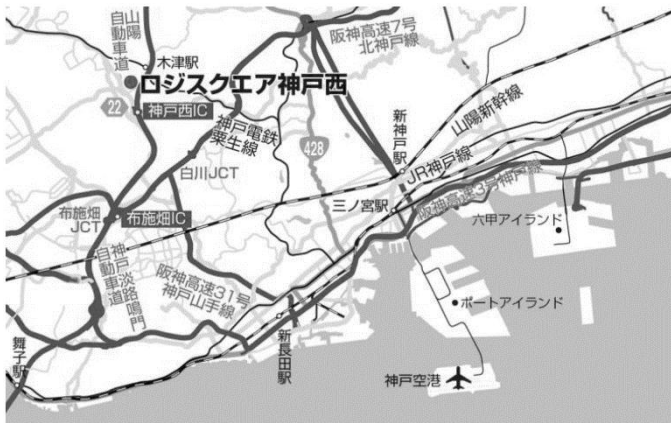 山陽自動車道
木津駅
ロジスクエア神戸西
22
神戸西IC
神戸電鉄
粟生線
阪神高速7号
北神戸線
428
新神戸駅
山陽新幹線
JR神戸線
白川JCT
布施畑JCT
布施畑IC
三ノ宮駅
阪神高速3号神戸線
六甲アイランド
神戸淡路鳴門
自動車道
阪神高速31号
神戸山手線
ポートアイランド
新長田駅
舞子駅
神戸空港